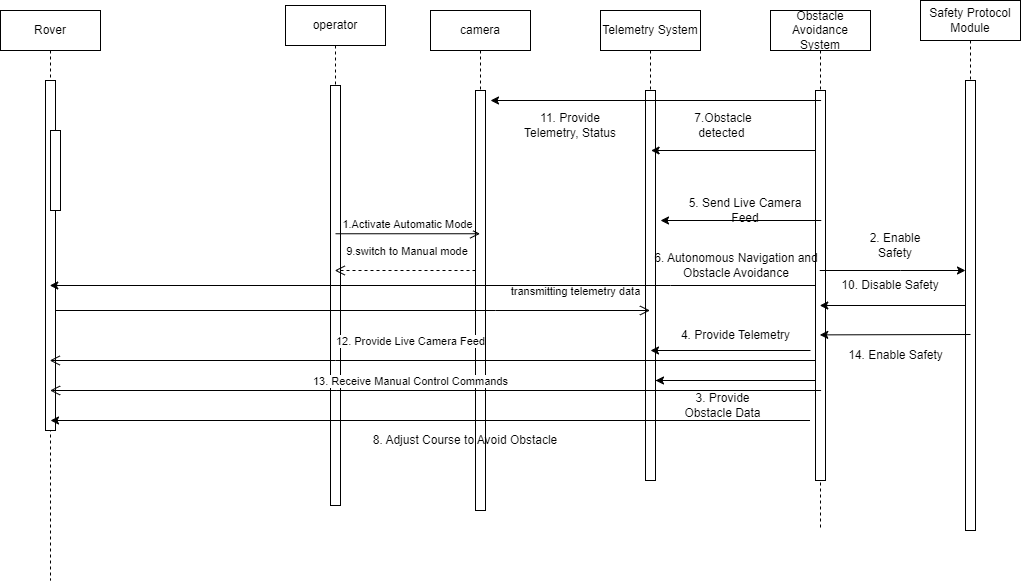 Rover
operator
camera
Telemetry System
Obstacle
Avoidance
System
Safety Protocol
Module
11. Provide
Telemetry, Status
7.Obstacle
detected
5. Send Live Camera
Feed
1.Activate Automatic Mode
2. Enable
Safety
9.switch to Manual mode
6. Autonomous Navigation and
Obstacle Avoidance
10. Disable Safety
transmitting telemetry data
12. Provide Live Camera Feed
4. Provide Telemetry
14. Enable Safety
13. Receive Manual Control Commands
3. Provide
Obstacle Data
8. Adjust Course to Avoid Obstacle